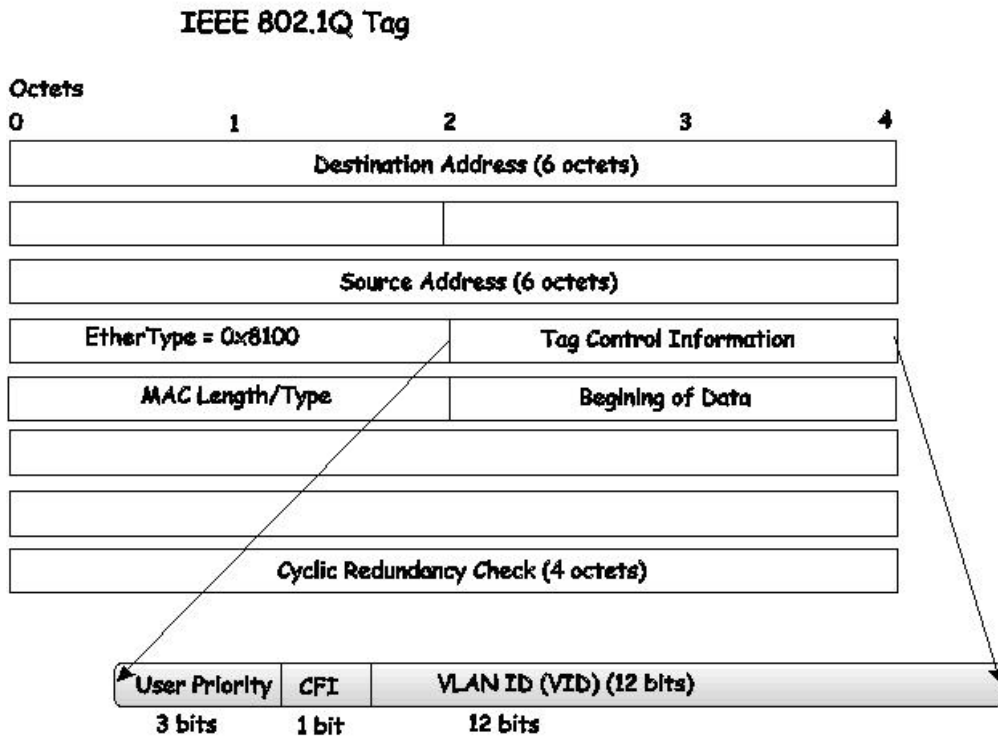 IEEE 802.1Q Tag
Octets
0 1 2 3 4
Destination Address (6 octets)
Source Address (6 octets)
EtherType = 0x8100 Tag Control Information
MAC Length/Type Begining of Data
Cyclic Redundancy Check (4 octets)
User Priority CFI VLAN ID (VID) (12 bits)
3 bits 1 bit 12 bits